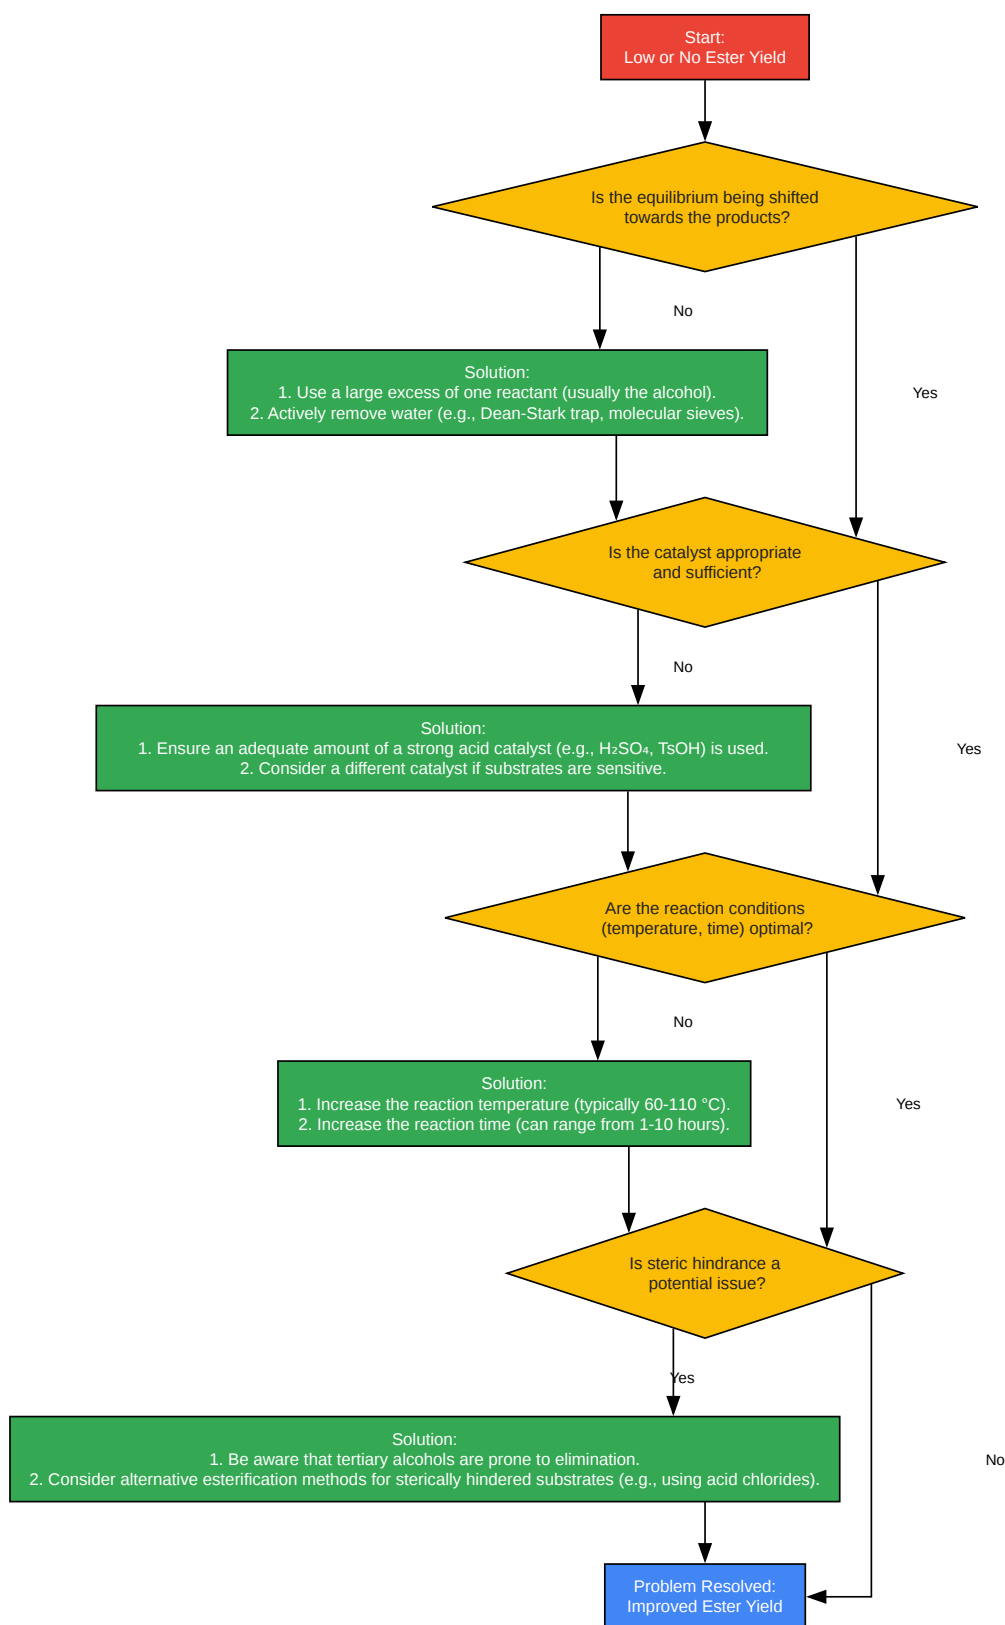 Start:
Low or No Ester Yield
Is the equilibrium being shifted
towards the products?
No
Solution:
1. Use a large excess of one reactant (usually the alcohol).
2. Actively remove water (e.g., Dean-Stark trap, molecular sieves).
Yes
Is the catalyst appropriate
and sufficient?
No
Solution:
1. Ensure an adequate amount of a strong acid catalyst (e.g., H₂SO₄, TsOH) is used.
2. Consider a different catalyst if substrates are sensitive.
Yes
Are the reaction conditions
(temperature, time) optimal?
No
Solution:
1. Increase the reaction temperature (typically 60-110 °C).
2. Increase the reaction time (can range from 1-10 hours).
Yes
Is steric hindrance a
potential issue?
Yes
Solution:
1. Be aware that tertiary alcohols are prone to elimination.
2. Consider alternative esterification methods for sterically hindered substrates (e.g., using acid chlorides).
No
Problem Resolved:
Improved Ester Yield